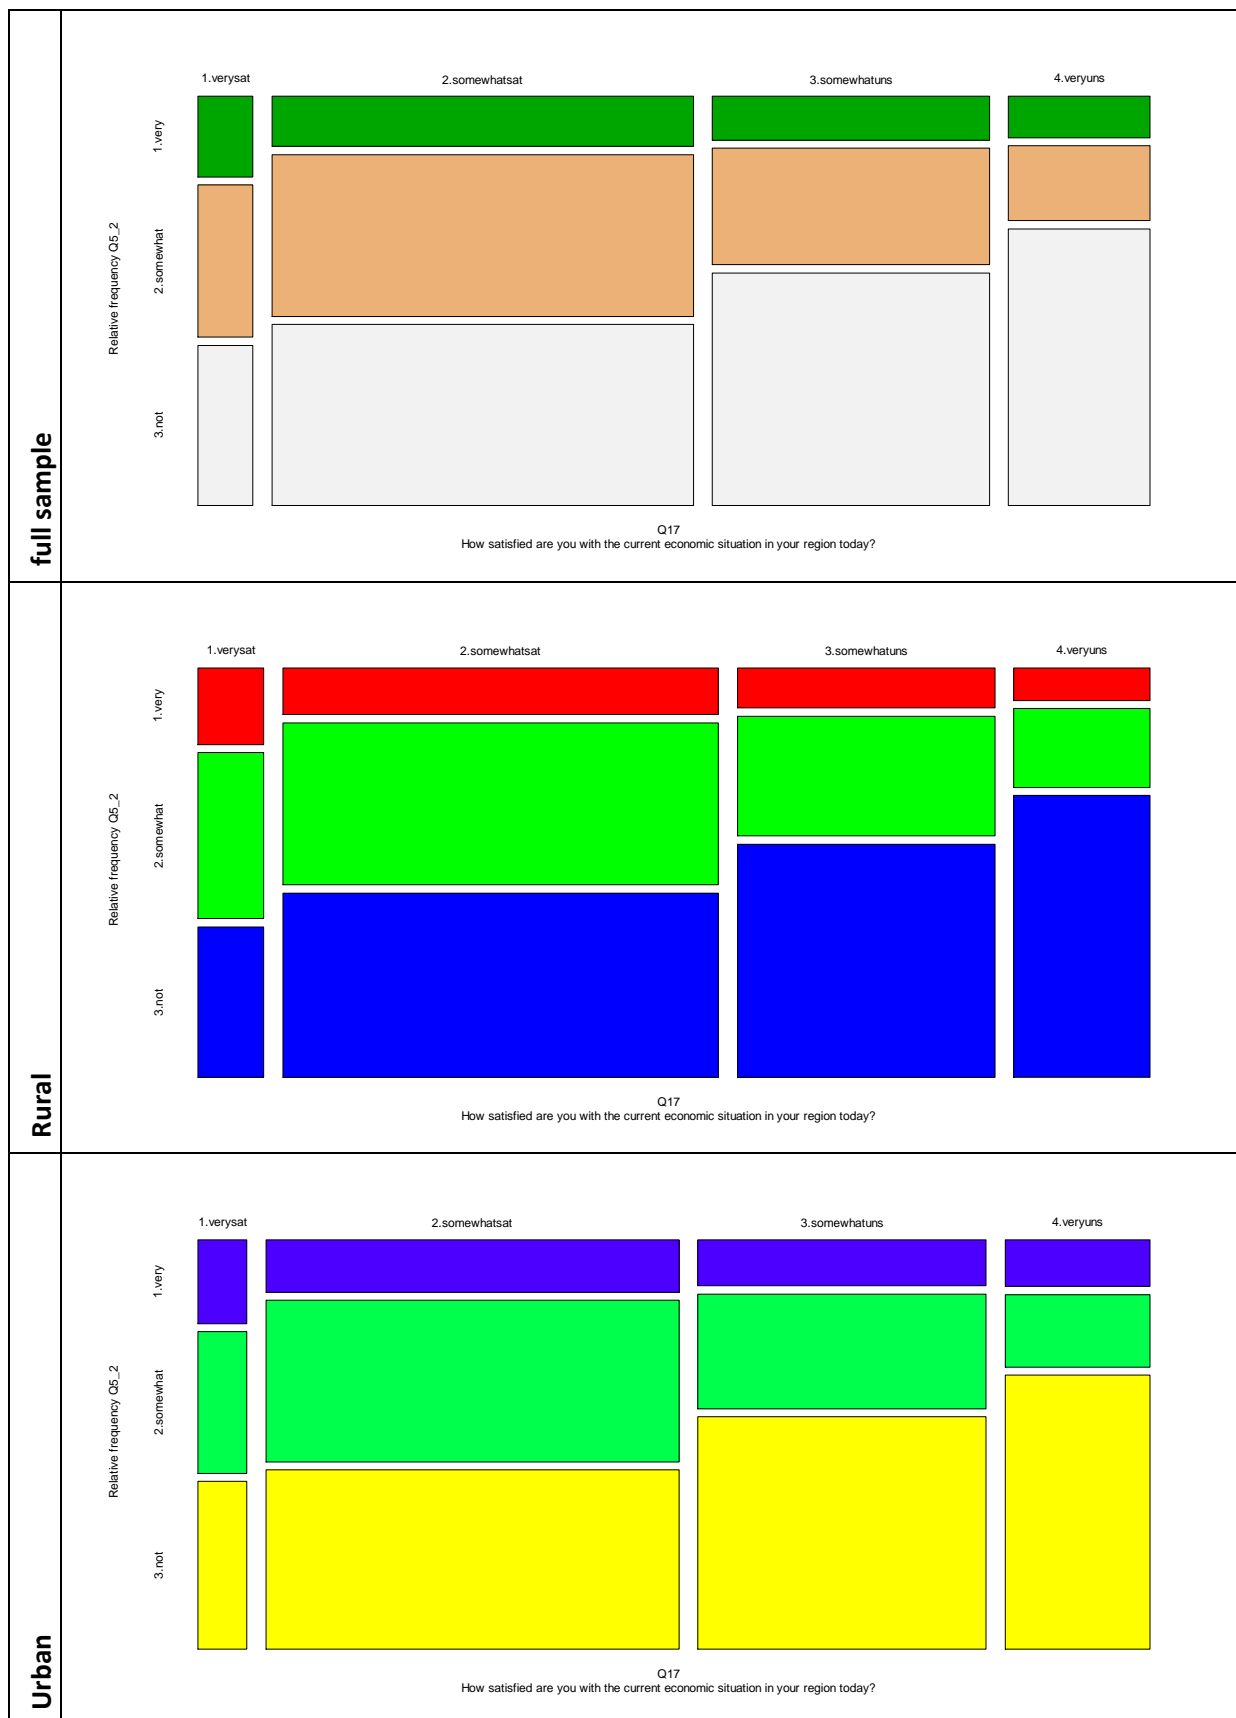 full sample
1.verysat 2.somewhatsat 3.somewhatuns 4.veryuns
Relative frequency Q5_2
1.very
2.somewhat
3.not
Q17
How satisfied are you with the current economic situation in your region today?
Rural
1.verysat 2.somewhatsat 3.somewhatuns 4.veryuns
Relative frequency Q5_2
1.very
2.somewhat
3.not
Q17
How satisfied are you with the current economic situation in your region today?
Urban
1.verysat 2.somewhatsat 3.somewhatuns 4.veryuns
Relative frequency Q5_2
1.very
2.somewhat
3.not
Q17
How satisfied are you with the current economic situation in your region today?